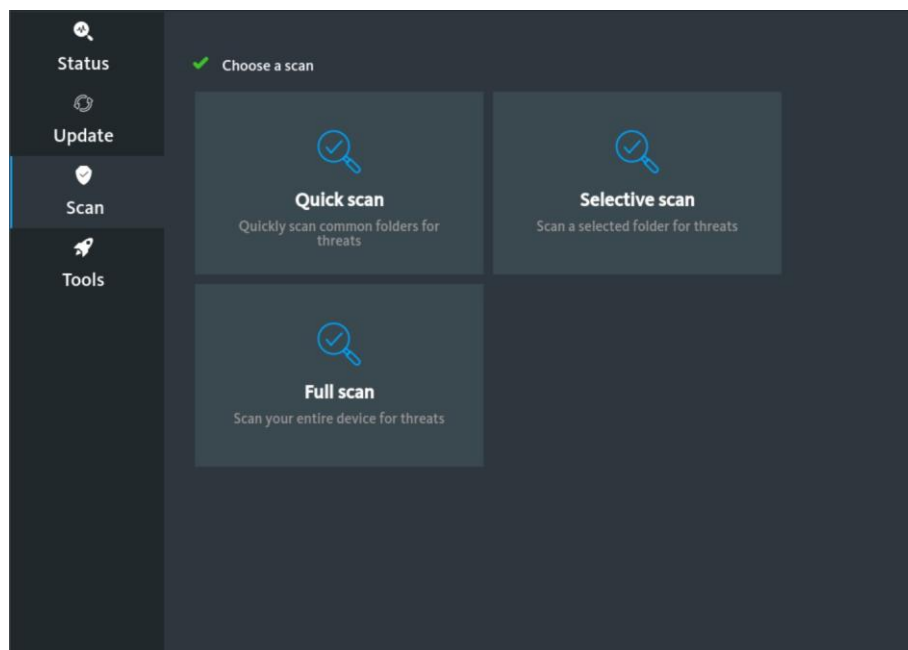 Status
Update
Scan
Tools
Choose a scan
Quick scan
Quickly scan common folders for
threats
Selective scan
Scan a selected folder for threats
Full scan
Scan your entire device for threats